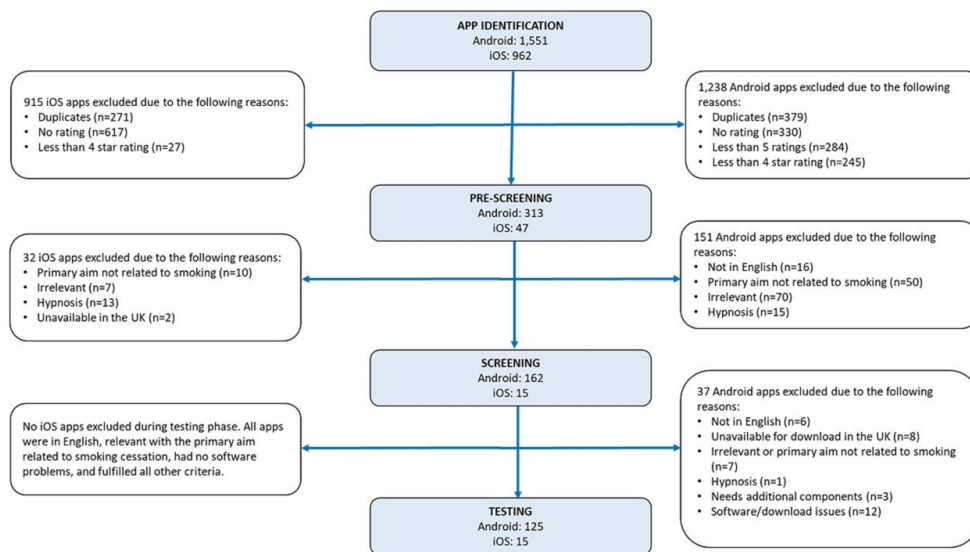 APP IDENTIFICATION
Android: 1,551
iOS: 962
915 iOS apps excluded due to the following reasons:
• Duplicates (n=271)
• No rating (n=617)
• Less than 4 star rating (n=27)
1,238 Android apps excluded due to the following
reasons:
• Duplicates (n=379)
• No rating (n=330)
• Less than 5 ratings (n=284)
• Less than 4 star rating (n=245)
PRE-SCREENING
Android: 313
iOS: 47
32 iOS apps excluded due to the following reasons:
• Primary aim not related to smoking (n=10)
• Irrelevant (n=7)
• Hypnosis (n=13)
• Unavailable in the UK (n=2)
151 Android apps excluded due to the following
reasons:
• Not in English (n=16)
• Primary aim not related to smoking (n=50)
• Irrelevant (n=70)
• Hypnosis (n=15)
SCREENING
Android: 162
iOS: 15
No iOS apps excluded during testing phase. All apps
were in English, relevant with the primary aim
related to smoking cessation, had no software
problems, and fulfilled all other criteria.
37 Android apps excluded due to the following
reasons:
• Not in English (n=6)
• Unavailable for download in the UK (n=8)
• Irrelevant or primary aim not related to smoking
(n=7)
• Hypnosis (n=1)
• Needs additional components (n=3)
• Software/download issues (n=12)
TESTING
Android: 125
iOS: 15